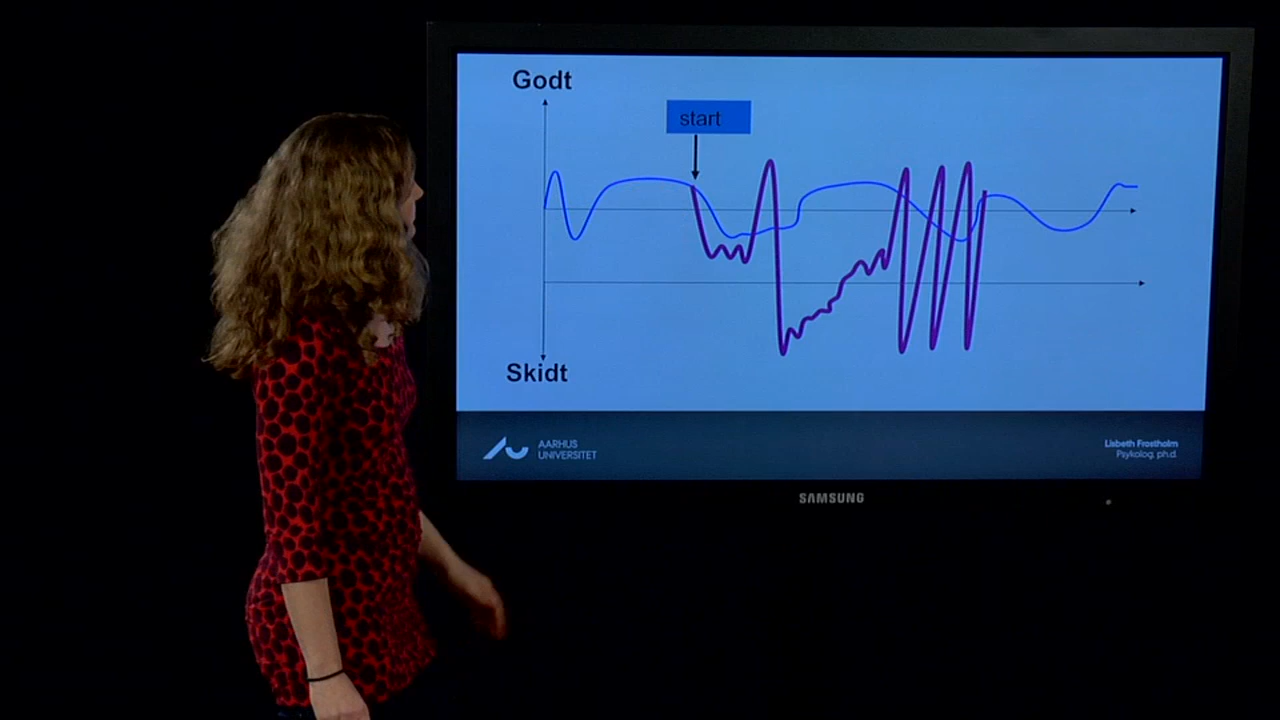 Godt
start
Skidt
AARHUS
UNIVERSITET
Lisbeth Frostholm
Psykolog, ph.d.
SAMSUNG